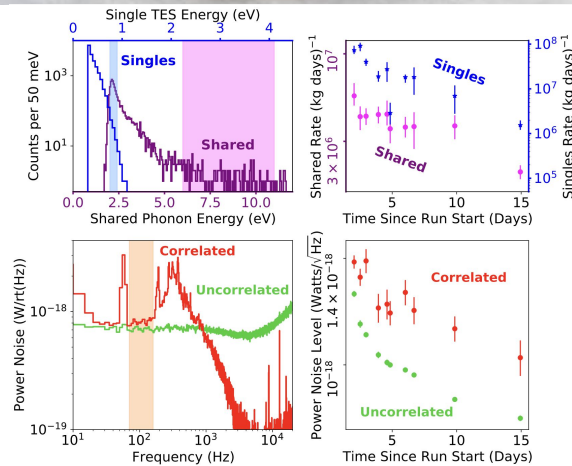 Single TES Energy (eV)
0 1 2 3 4
Counts per 50 meV
10³
10¹
Singles
Shared
0.0 2.5 5.0 7.5 10.0
Shared Phonon Energy (eV)
Shared Rate (kg days)⁻¹
10⁷
3 × 10⁶
Singles
Shared
10⁸
10⁷
10⁶
10⁵
Singles Rate (kg days)⁻¹
5 10 15
Time Since Run Start (Days)
Power Noise (W/rt(Hz))
10⁻¹⁸
10⁻¹⁹
Correlated
Uncorrelated
10¹ 10² 10³ 10⁴
Frequency (Hz)
Power Noise Level (Watts/√Hz)
1.4 × 10⁻¹⁸
10⁻¹⁸
Correlated
Uncorrelated
5 10 15
Time Since Run Start (Days)